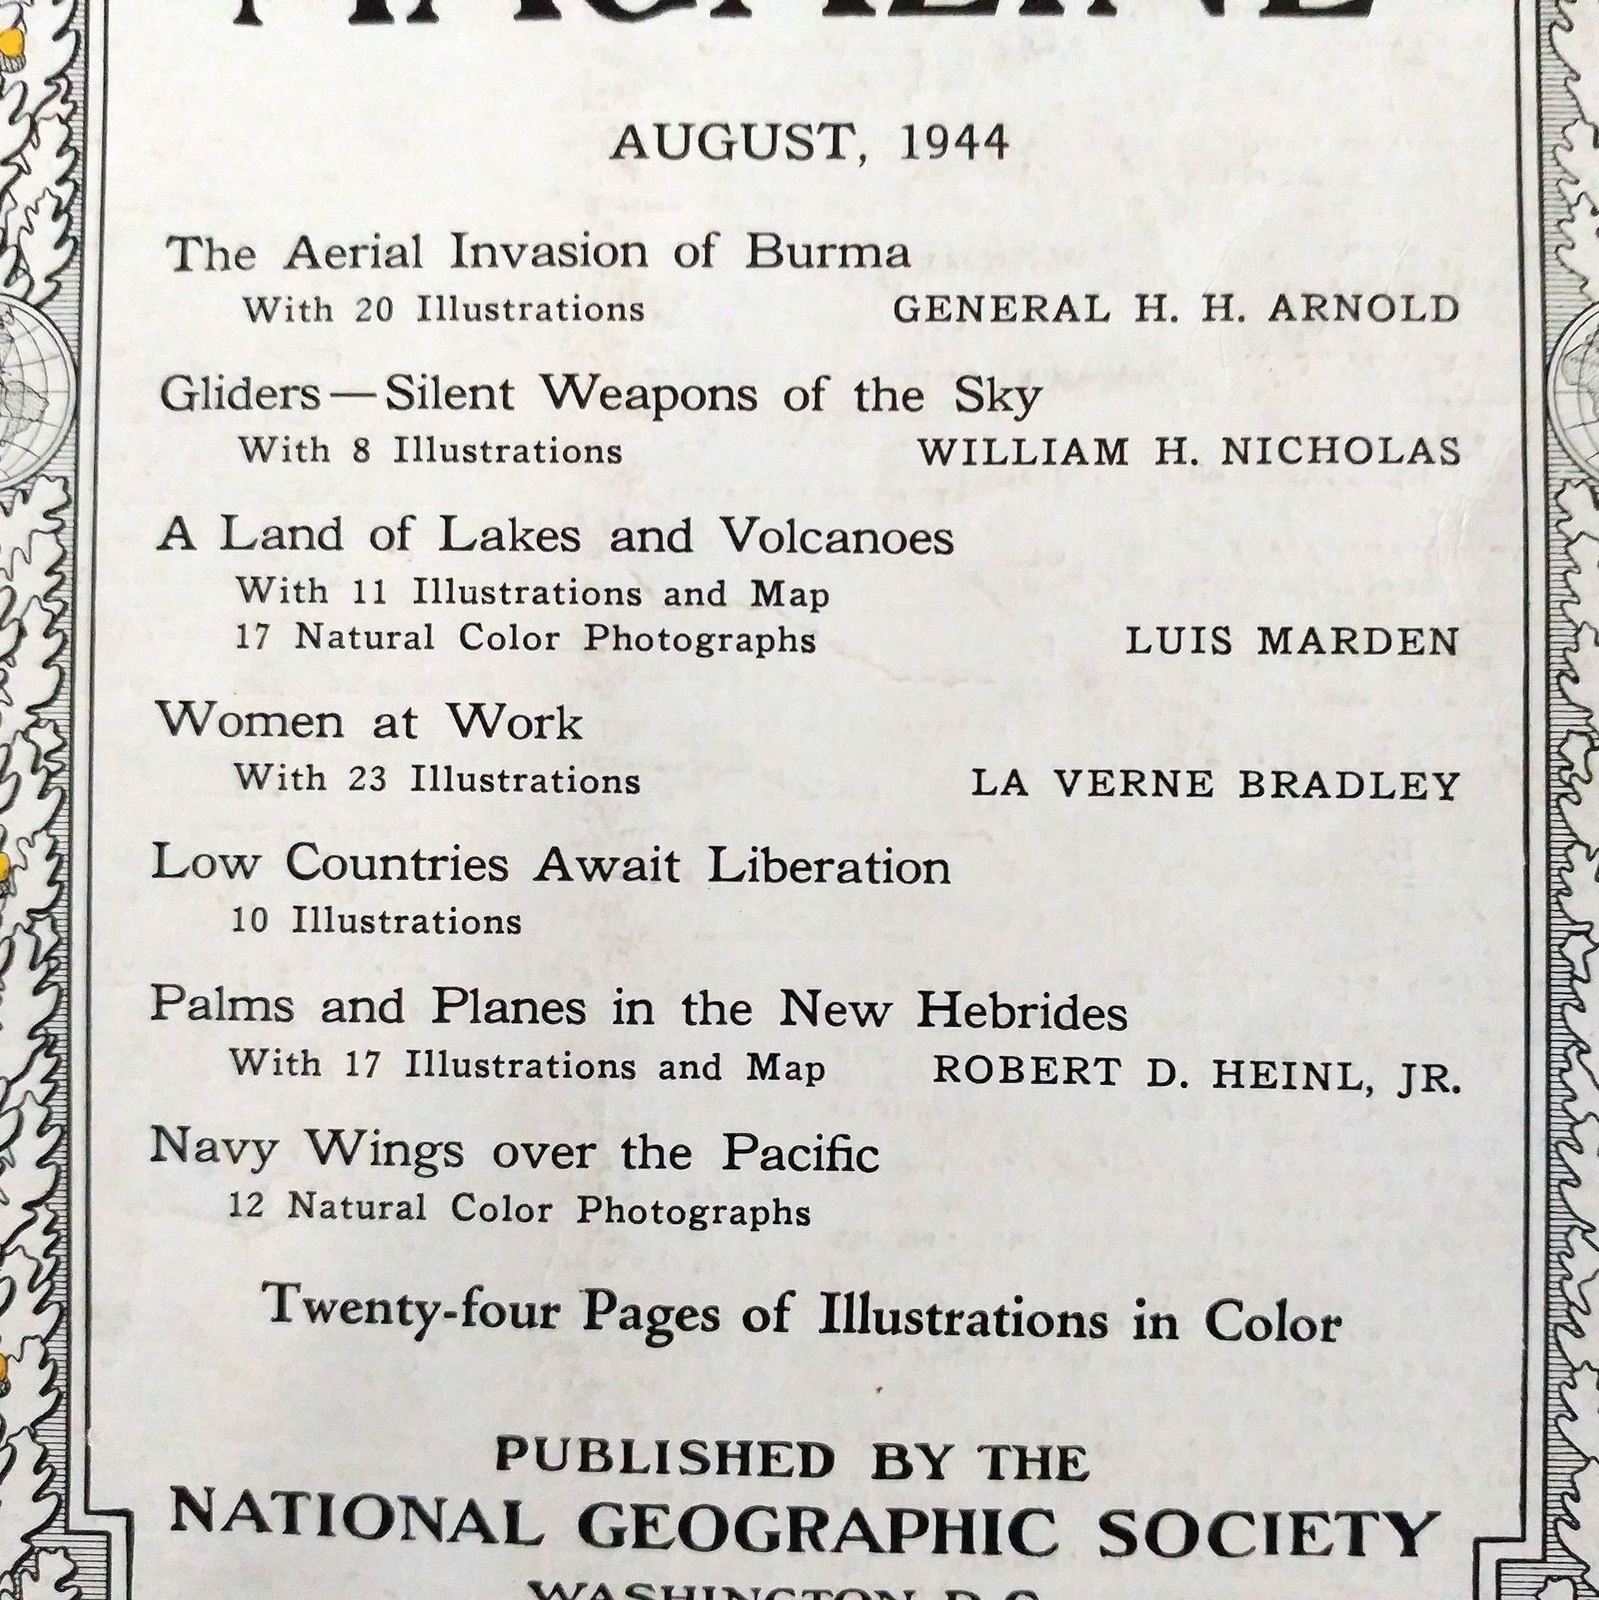 MAGAZINE
AUGUST, 1944
The Aerial Invasion of Burma
With 20 Illustrations GENERAL H. H. ARNOLD
Gliders—Silent Weapons of the Sky
With 8 Illustrations WILLIAM H. NICHOLAS
A Land of Lakes and Volcanoes
With 11 Illustrations and Map
17 Natural Color Photographs LUIS MARDEN
Women at Work
With 23 Illustrations LA VERNE BRADLEY
Low Countries Await Liberation
10 Illustrations
Palms and Planes in the New Hebrides
With 17 Illustrations and Map ROBERT D. HEINL, JR.
Navy Wings over the Pacific
12 Natural Color Photographs
Twenty-four Pages of Illustrations in Color
PUBLISHED BY THE
NATIONAL GEOGRAPHIC SOCIETY
WASHINGTON D.C.